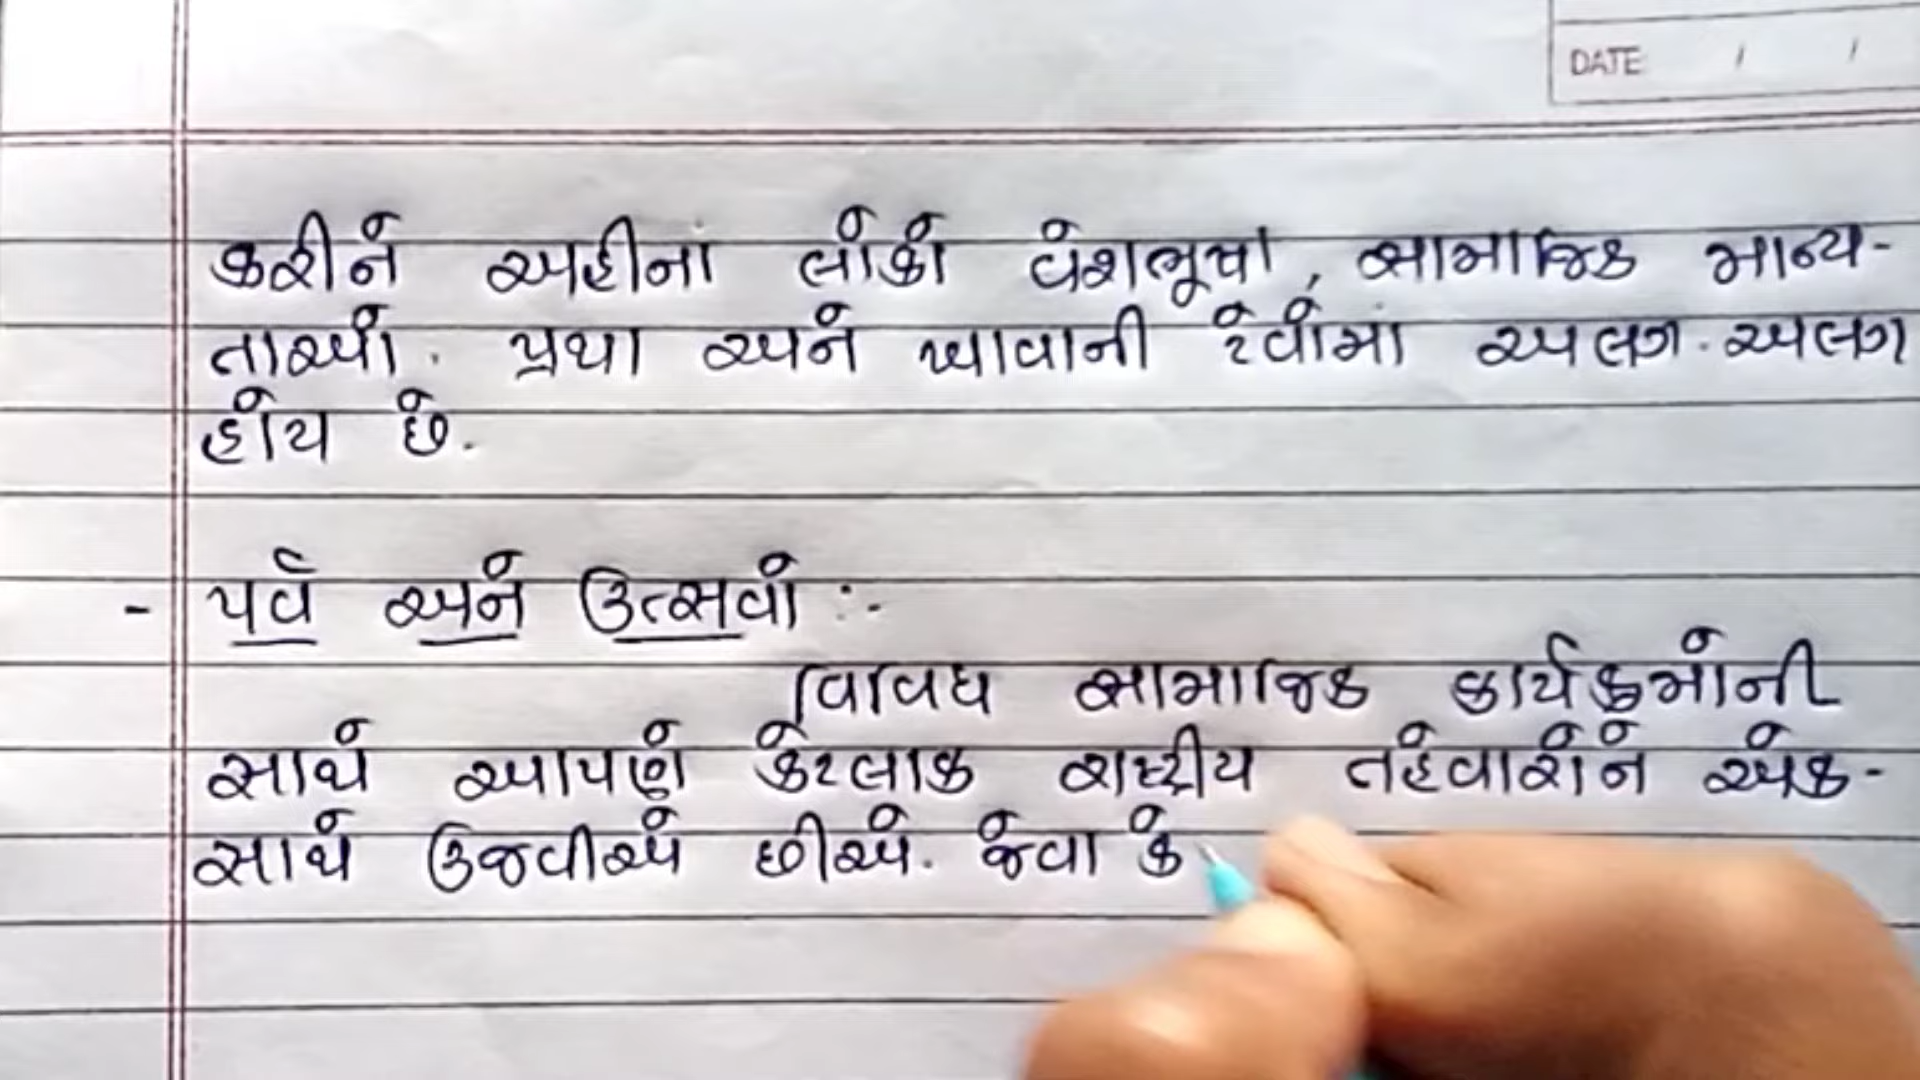 DATE / /
કરીને અહીનાં લોકો વેશભૂષા, સામાજિક માન્ય-
તાઓ. પ્રથા અને ખાવાની ટેવોમાં અલગ.અલગ
હોય છે.
- પર્વ અને ઉત્સવો :-
વિવિધ સામાજિક કાર્યક્રમોની
સાથે આપણે કેટલાક રાષ્ટ્રીય તહેવારોને એક-
સાથે ઉજવીએ છીએ. જેવા કે